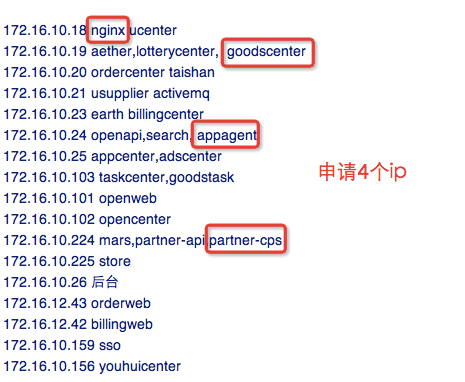 172.16.10.18 nginx ucenter
172.16.10.19 aether,lotterycenter, goodscenter
172.16.10.20 ordercenter taishan
172.16.10.21 usupplier activemq
172.16.10.23 earth billingcenter
172.16.10.24 openapi,search, appagent
172.16.10.25 appcenter,adscenter
172.16.10.103 taskcenter,goodstask
申请4个ip
172.16.10.101 openweb
172.16.10.102 opencenter
172.16.10.224 mars,partner-api partner-cps
172.16.10.225 store
172.16.10.26 后台
172.16.12.43 orderweb
172.16.12.42 billingweb
172.16.10.159 sso
172.16.10.156 youhuicenter